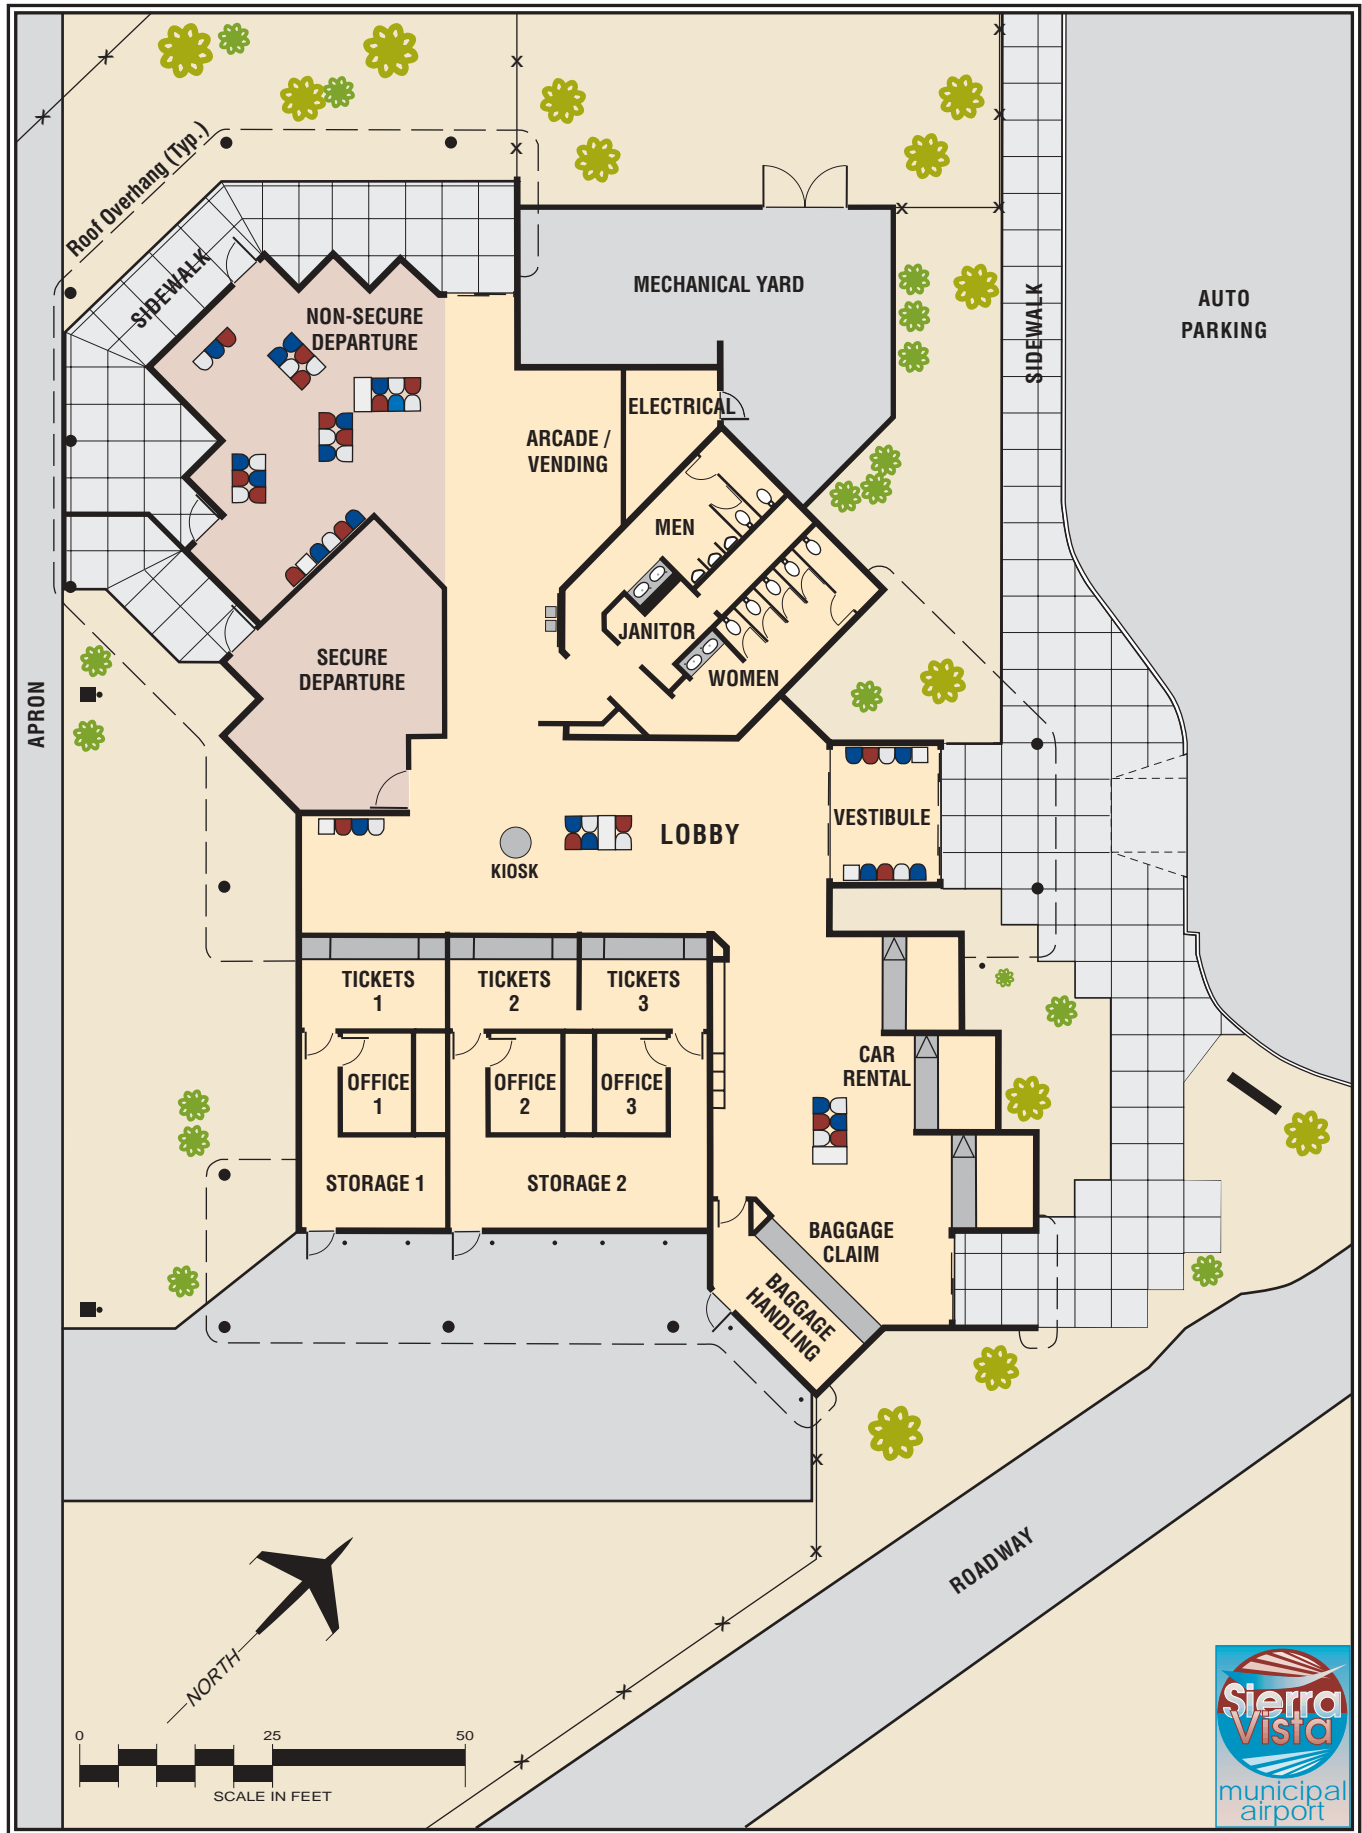 Roof Overhang (Typ.)
SIDEWALK
NON-SECURE
DEPARTURE
MECHANICAL YARD
SIDEWALK
AUTO
PARKING
ELECTRICAL
ARCADE /
VENDING
MEN
JANITOR
WOMEN
SECURE
DEPARTURE
APRON
VESTIBULE
LOBBY
KIOSK
TICKETS
1
TICKETS
2
TICKETS
3
OFFICE
1
OFFICE
2
OFFICE
3
CAR
RENTAL
STORAGE 1
STORAGE 2
BAGGAGE
CLAIM
BAGGAGE
HANDLING
ROADWAY
NORTH
0 25 50
SCALE IN FEET
Sierra
Vista
municipal
airport